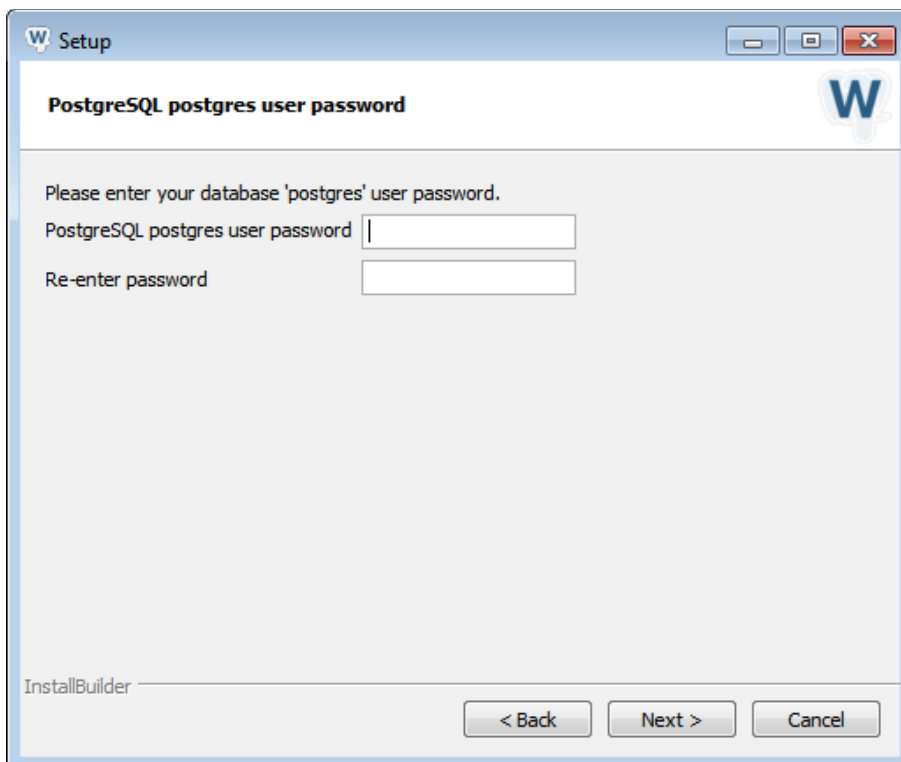 W Setup
PostgreSQL postgres user password
W
Please enter your database 'postgres' user password.
PostgreSQL postgres user password
Re-enter password
InstallBuilder
< Back Next > Cancel